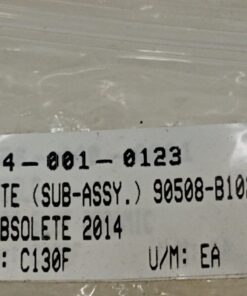 4-001-0123
TE (SUB-ASSY.) 90508-B10
BSOLETE 2014
: C130F U/M: EA